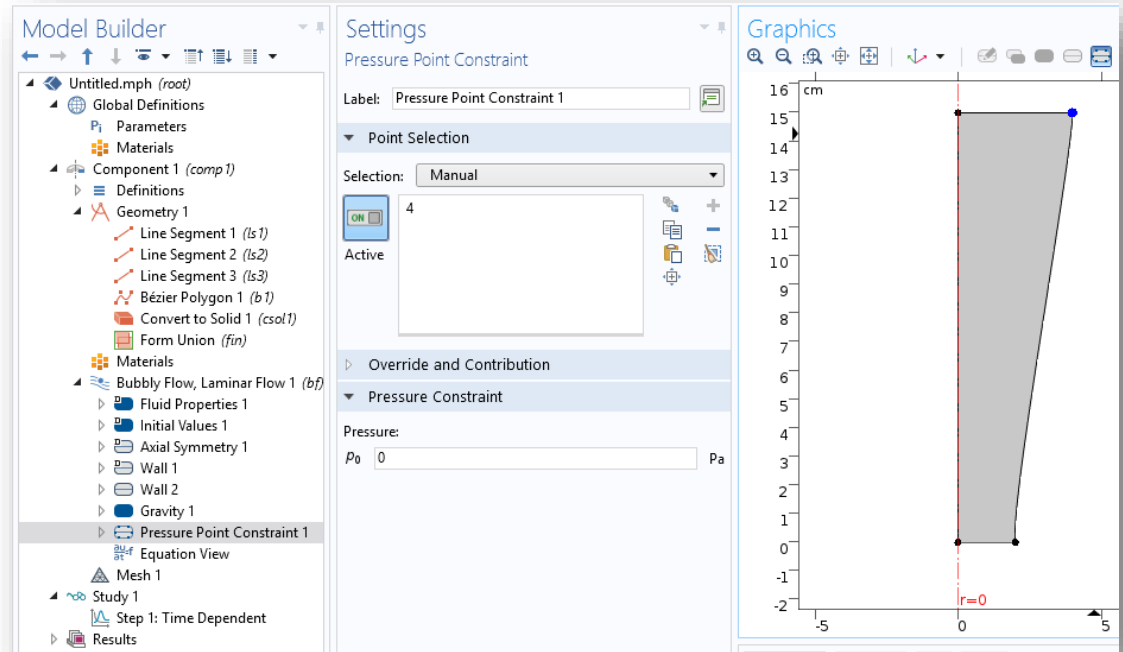 Model Builder
Untitled.mph (root)
Global Definitions
Pi Parameters
Materials
Component 1 (comp1)
Definitions
Geometry 1
Line Segment 1 (ls1)
Line Segment 2 (ls2)
Line Segment 3 (ls3)
Bézier Polygon 1 (b1)
Convert to Solid 1 (csol1)
Form Union (fin)
Materials
Bubbly Flow, Laminar Flow 1 (bf)
D Fluid Properties 1
D Initial Values 1
D Axial Symmetry 1
D Wall 1
Wall 2
Gravity 1
Pressure Point Constraint 1
Equation View
Mesh 1
Study 1
Step 1: Time Dependent
Results
Settings
Pressure Point Constraint
Label: Pressure Point Constraint 1
Point Selection
Selection: Manual
ON
4
Active
Override and Contribution
Pressure Constraint
Pressure:
p0 0 Pa
Graphics
16 cm
15
14
13
12
11
10
9
8
7
6
5
4
3
2
1
0
-1
-2
r=0
-5 0 5